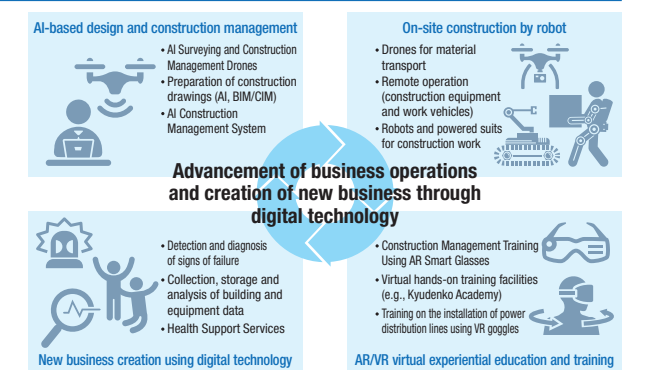 AI-based design and construction management
• AI Surveying and Construction
Management Drones
• Preparation of construction
drawings (AI, BIM/CIM)
• AI Construction
Management System
On-site construction by robot
• Drones for material
transport
• Remote operation
(construction equipment
and work vehicles)
• Robots and powered suits
for construction work
Advancement of business operations
and creation of new business through
digital technology
• Detection and diagnosis
of signs of failure
• Collection, storage and
analysis of building and
equipment data
• Health Support Services
New business creation using digital technology
• Construction Management Training
Using AR Smart Glasses
• Virtual hands-on training facilities
(e.g., Kyudenko Academy)
• Training on the installation of power
distribution lines using VR goggles
AR/VR virtual experiential education and training